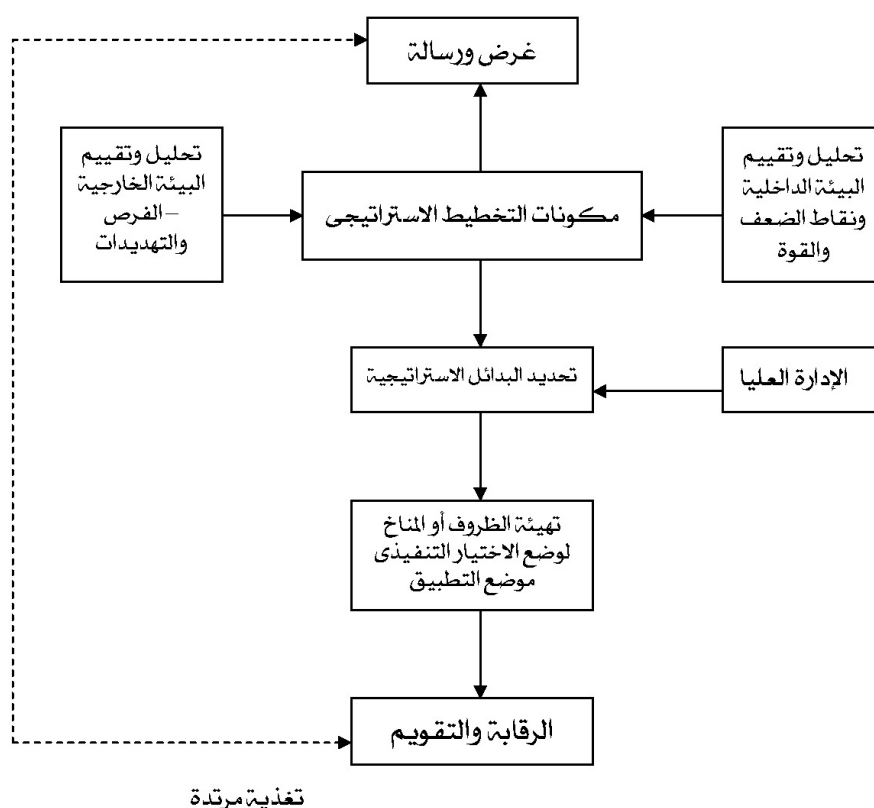 غرض ورسالة
تحليل وتقييم
البيئة الداخلية
ونقاط الضعف
والقوة
مكونات التخطيط الاستراتيجى
تحليل وتقييم
البيئة الخارجية
– الفرص
والتهديدات
تحديد البدائل الاستراتيجية
الإدارة العليا
تهيئة الظروف أو المناخ
لوضع الاختيار التنفيذى
موضع التطبيق
الرقابة والتقويم
تغذية مرتدة